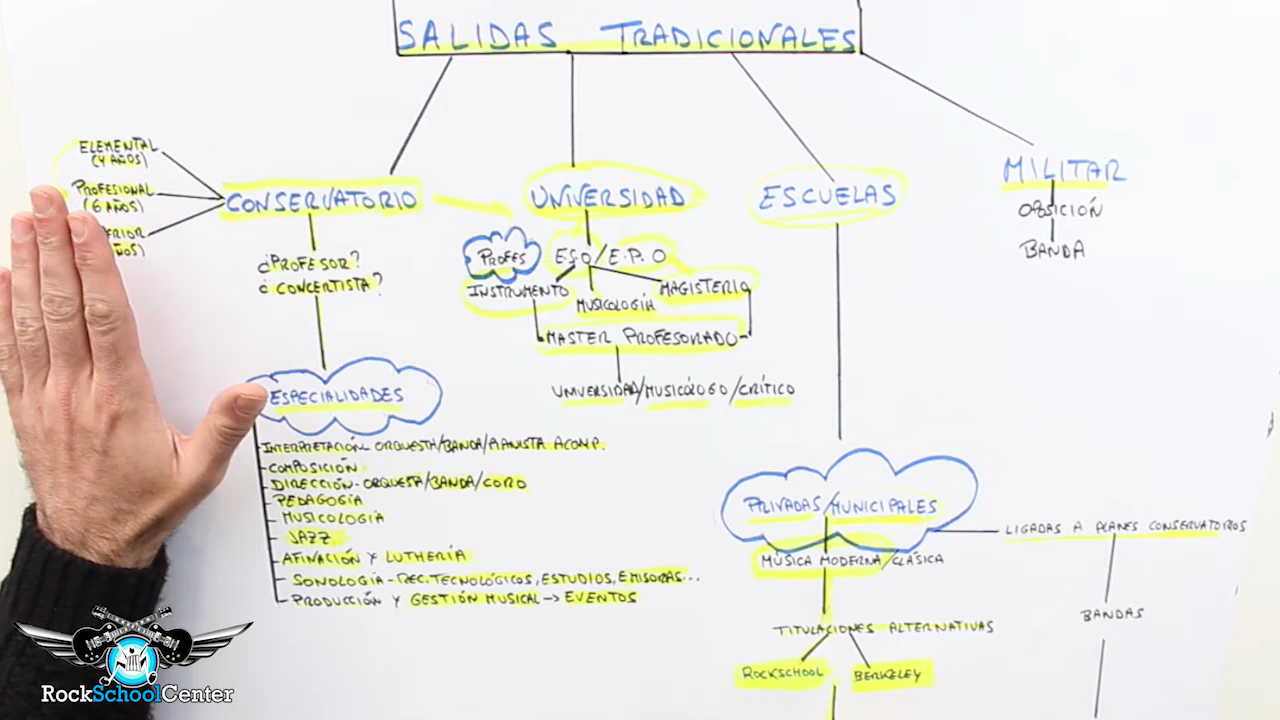 SALIDAS TRADICIONALES
ELEMENTAL
(4 AÑOS)
PROFESIONAL
(6 AÑOS)
CONSERVATORIO
¿PROFESOR?
¿CONCERTISTA?
ESPECIALIDADES
INTERPRETACIÓN ORQUESTA/BANDA/PIANISTA ACOMP.
COMPOSICIÓN
DIRECCIÓN-ORQUESTA/BANDA/CORO
PEDAGOGÍA
MUSICOLOGÍA
JAZZ
AFINACIÓN Y LUTHERÍA
SONOLOGÍA-REC.TECNOLÓGICOS, ESTUDIOS, EMISORAS...
PRODUCCIÓN Y GESTIÓN MUSICAL → EVENTOS
UNIVERSIDAD
PROFES
ESO/E.P.O
INSTRUMENTO
MUSICOLOGÍA
MAGISTERIO
MASTER PROFESORADO
UNIVERSIDAD/MUSICÓLOGO/CRÍTICO
ESCUELAS
PRIVADAS/MUNICIPALES
MÚSICA MODERNA/CLÁSICA
TITULACIONES ALTERNATIVAS
ROCKSCHOOL
BERKELEY
LIGADAS A PLANES CONSERVATORIOS
BANDAS
MILITAR
OPOSICIÓN
BANDA
RockSchoolCenter